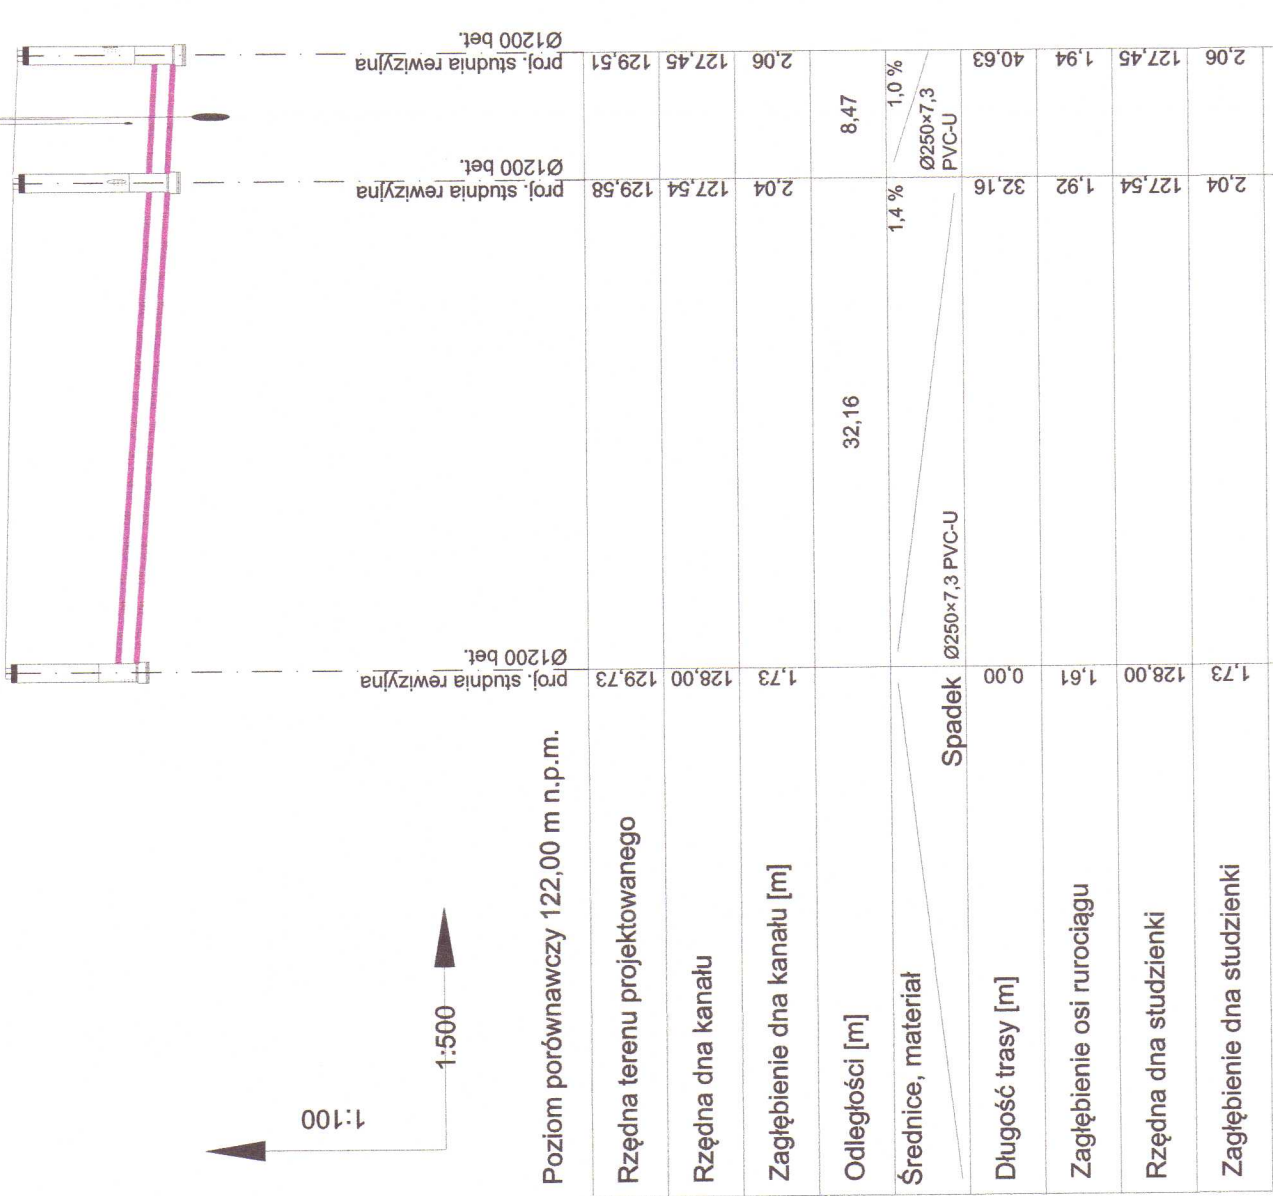 proj. studnia rewizyjna
Ø1200 bet.
proj. studnia rewizyjna
Ø1200 bet.
proj. studnia rewizyjna
Ø1200 bet.
1:100
1:500
Poziom porównawczy 122,00 m n.p.m.
Rzędna terenu projektowanego
129,73
129,58
129,51
Rzędna dna kanału
128,00
127,54
127,45
Zagłębienie dna kanału [m]
1,73
2,04
2,06
Odległości [m]
32,16
8,47
Średnice, materiał
Spadek
Ø250×7,3 PVC-U
1,4 %
Ø250×7,3
PVC-U
1,0 %
Długość trasy [m]
0,00
32,16
40,63
Zagłębienie osi rurociągu
1,61
1,92
1,94
Rzędna dna studzienki
128,00
127,54
127,45
Zagłębienie dna studzienki
1,73
2,04
2,06